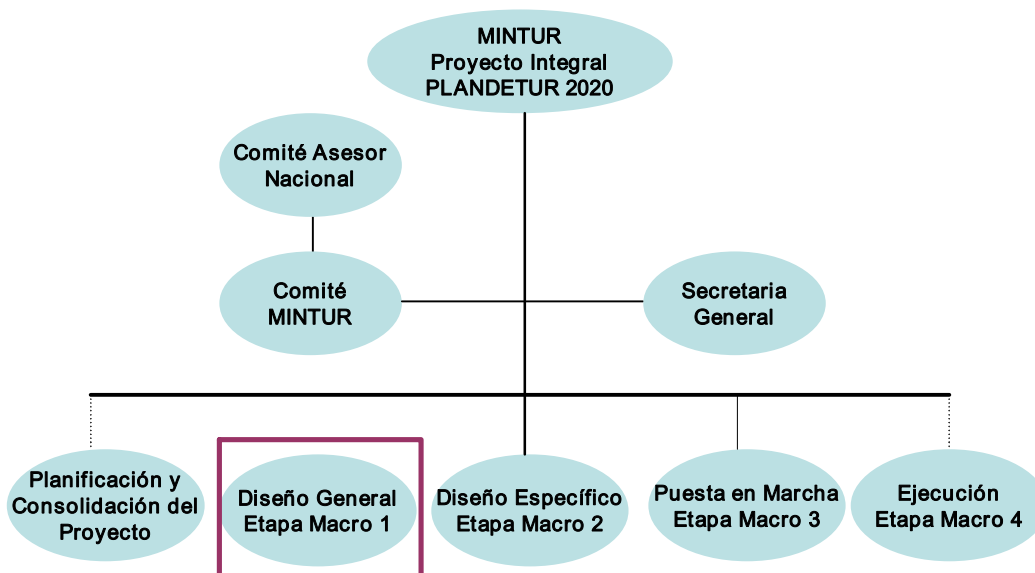 MINTUR
Proyecto Integral
PLANDETUR 2020
Comité Asesor
Nacional
Comité
MINTUR
Secretaria
General
Planificación y
Consolidación del
Proyecto
Diseño General
Etapa Macro 1
Diseño Específico
Etapa Macro 2
Puesta en Marcha
Etapa Macro 3
Ejecución
Etapa Macro 4